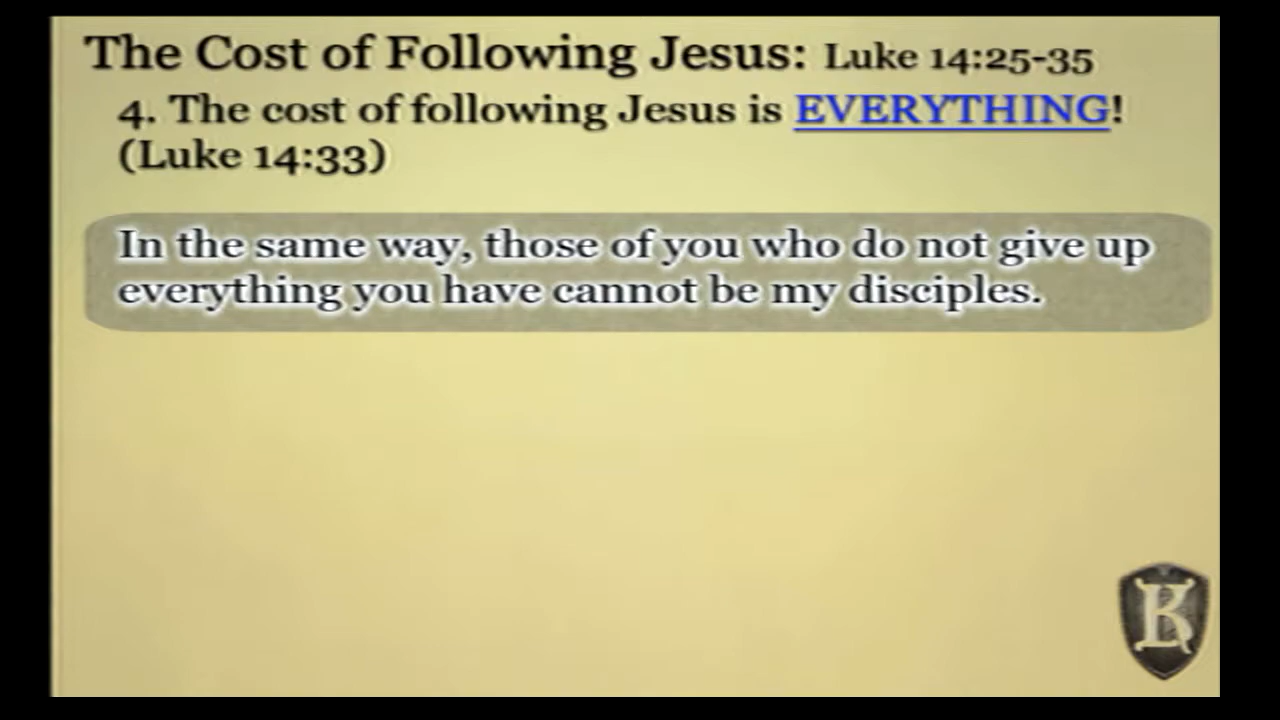 The Cost of Following Jesus: Luke 14:25-35
4. The cost of following Jesus is EVERYTHING!
(Luke 14:33)
In the same way, those of you who do not give up
everything you have cannot be my disciples.
K